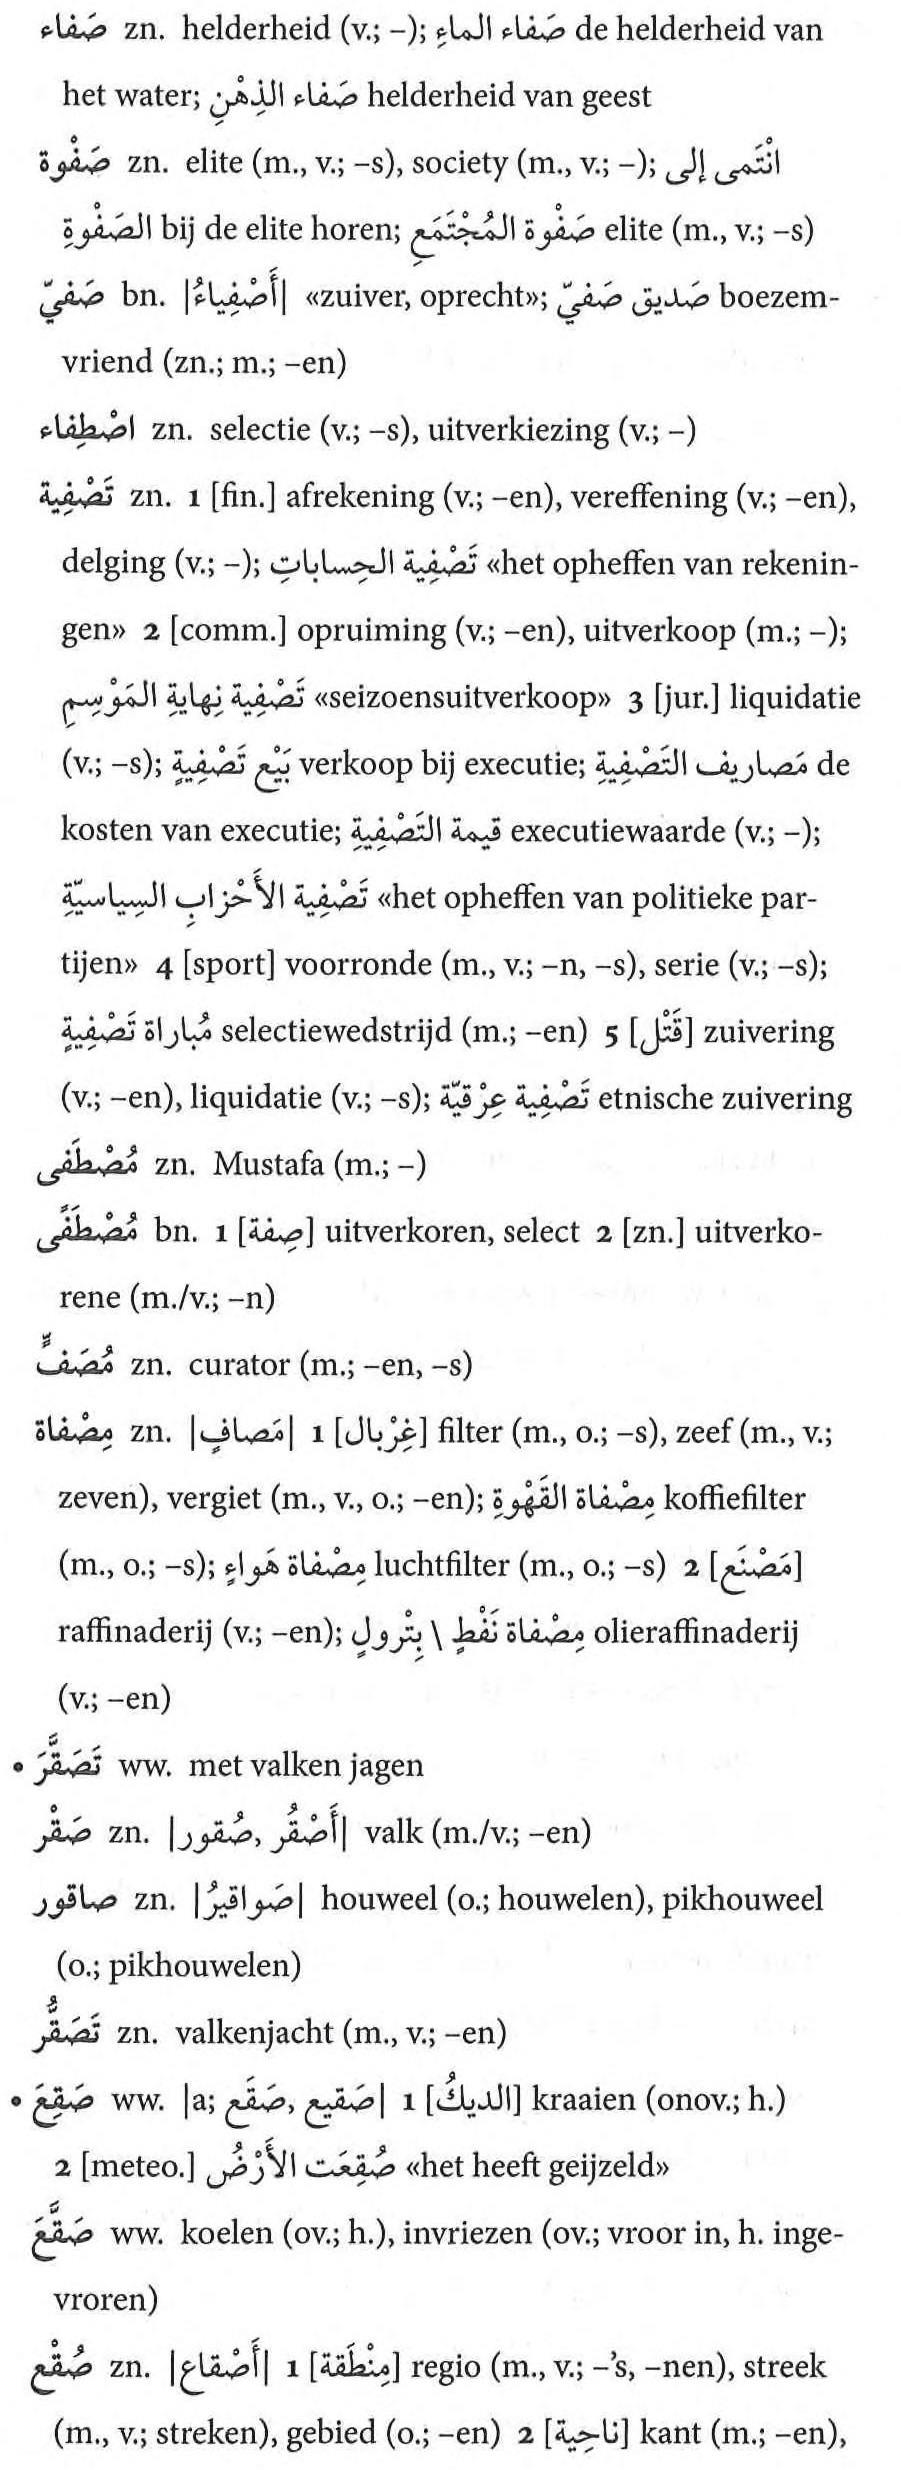 صَفاء zn. helderheid (v.; –); صَفاء الماءِ de helderheid van
het water; صَفاء الذِهْنِ helderheid van geest
صَفْوة zn. elite (m., v.; –s), society (m., v.; –); انْتَمى إلى
الصَفْوةِ bij de elite horen; صَفْوة المُجْتَمَعِ elite (m., v.; –s)
صَفيّ bn. |أَصْفِياءُ| «zuiver, oprecht»; صَديق صَفيّ boezem-
vriend (zn.; m.; –en)
اصْطِفاء zn. selectie (v.; –s), uitverkiezing (v.; –)
تَصْفِية zn. 1 [fin.] afrekening (v.; –en), vereffening (v.; –en),
delging (v.; –); تَصْفِية الحِساباتِ «het opheffen van rekenin-
gen» 2 [comm.] opruiming (v.; –en), uitverkoop (m.; –);
تَصْفِية نِهايةِ المَوْسِمِ «seizoensuitverkoop» 3 [jur.] liquidatie
(v.; –s); بَيْع تَصْفِيةٍ verkoop bij executie; مَصاريف التَصْفِيةِ de
kosten van executie; قيمة التَصْفِيةِ executiewaarde (v.; –);
تَصْفِية الأَحْزابِ السِياسيّةِ «het opheffen van politieke par-
tijen» 4 [sport] voorronde (m., v.; –n, –s), serie (v.; –s);
مُباراة تَصْفِيةٍ selectiewedstrijd (m.; –en) 5 [قَتْل] zuivering
(v.; –en), liquidatie (v.; –s); تَصْفِية عِرْقيّة etnische zuivering
مُصْطَفى zn. Mustafa (m.; –)
مُصْطَفًى bn. 1 [صِفة] uitverkoren, select 2 [zn.] uitverko-
rene (m./v.; –n)
مُصَفٍّ zn. curator (m.; –en, –s)
مِصْفاة zn. |مَصافٍ| 1 [غِرْبال] filter (m., o.; –s), zeef (m., v.;
zeven), vergiet (m., v., o.; –en); مِصْفاة القَهْوةِ koffiefilter
(m., o.; –s); مِصْفاة هَواءٍ luchtfilter (m., o.; –s) 2 [مَصْنَع]
raffinaderij (v.; –en); مِصْفاة نَفْطٍ \ بِتْرولٍ olieraffinaderij
(v.; –en)
• تَصَقَّرَ ww. met valken jagen
صَقْر zn. |أَصْقُر, صُقور| valk (m./v.; –en)
صاقور zn. |صَواقيرُ| houweel (o.; houwelen), pikhouweel
(o.; pikhouwelen)
تَصَقُّر zn. valkenjacht (m., v.; –en)
• صَقِعَ ww. |a; صَقيع, صَقَع| 1 [الديكُ] kraaien (onov.; h.)
2 [meteo.] صُقِعَت الأَرْضُ «het heeft geijzeld»
صَقَّعَ ww. koelen (ov.; h.), invriezen (ov.; vroor in, h. inge-
vroren)
صُقْع zn. |أَصْقاع| 1 [مِنْطَقة] regio (m., v.; –’s, –nen), streek
(m., v.; streken), gebied (o.; –en) 2 [ناحِية] kant (m.; –en),